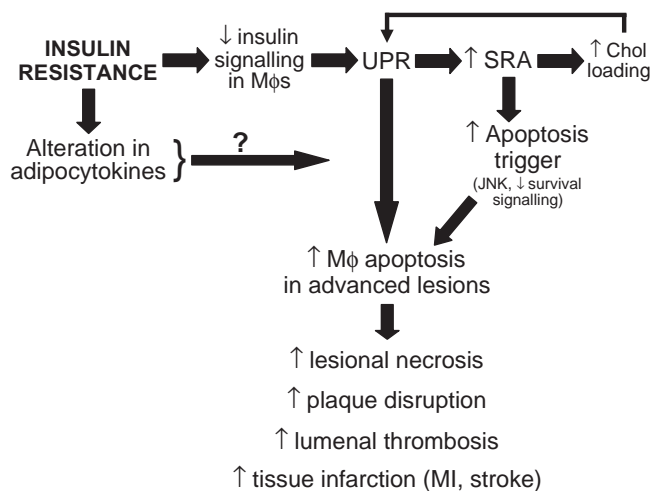 INSULIN
RESISTANCE
↓ insulin
signalling
in Mφs
UPR
↑ SRA
↑ Chol
loading
Alteration in
adipocytokines }
?
↑ Apoptosis
trigger
(JNK, ↓ survival
signalling)
↑ Mφ apoptosis
in advanced lesions
↑ lesional necrosis
↑ plaque disruption
↑ lumenal thrombosis
↑ tissue infarction (MI, stroke)